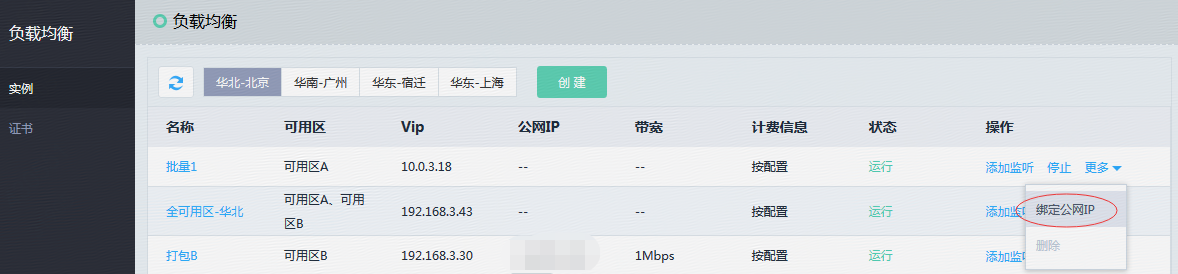 负载均衡
实例
证书
负载均衡
华北-北京 华南-广州 华东-宿迁 华东-上海 创 建
名称 可用区 Vip 公网IP 带宽 计费信息 状态 操作
批量1 可用区A 10.0.3.18 -- -- 按配置 运行 添加监听 停止 更多
全可用区-华北 可用区A、可用
区B 192.168.3.43 -- -- 按配置 运行 添加监 绑定公网IP
打包B 可用区B 192.168.3.30 1Mbps 按配置 运行 添加监 删除